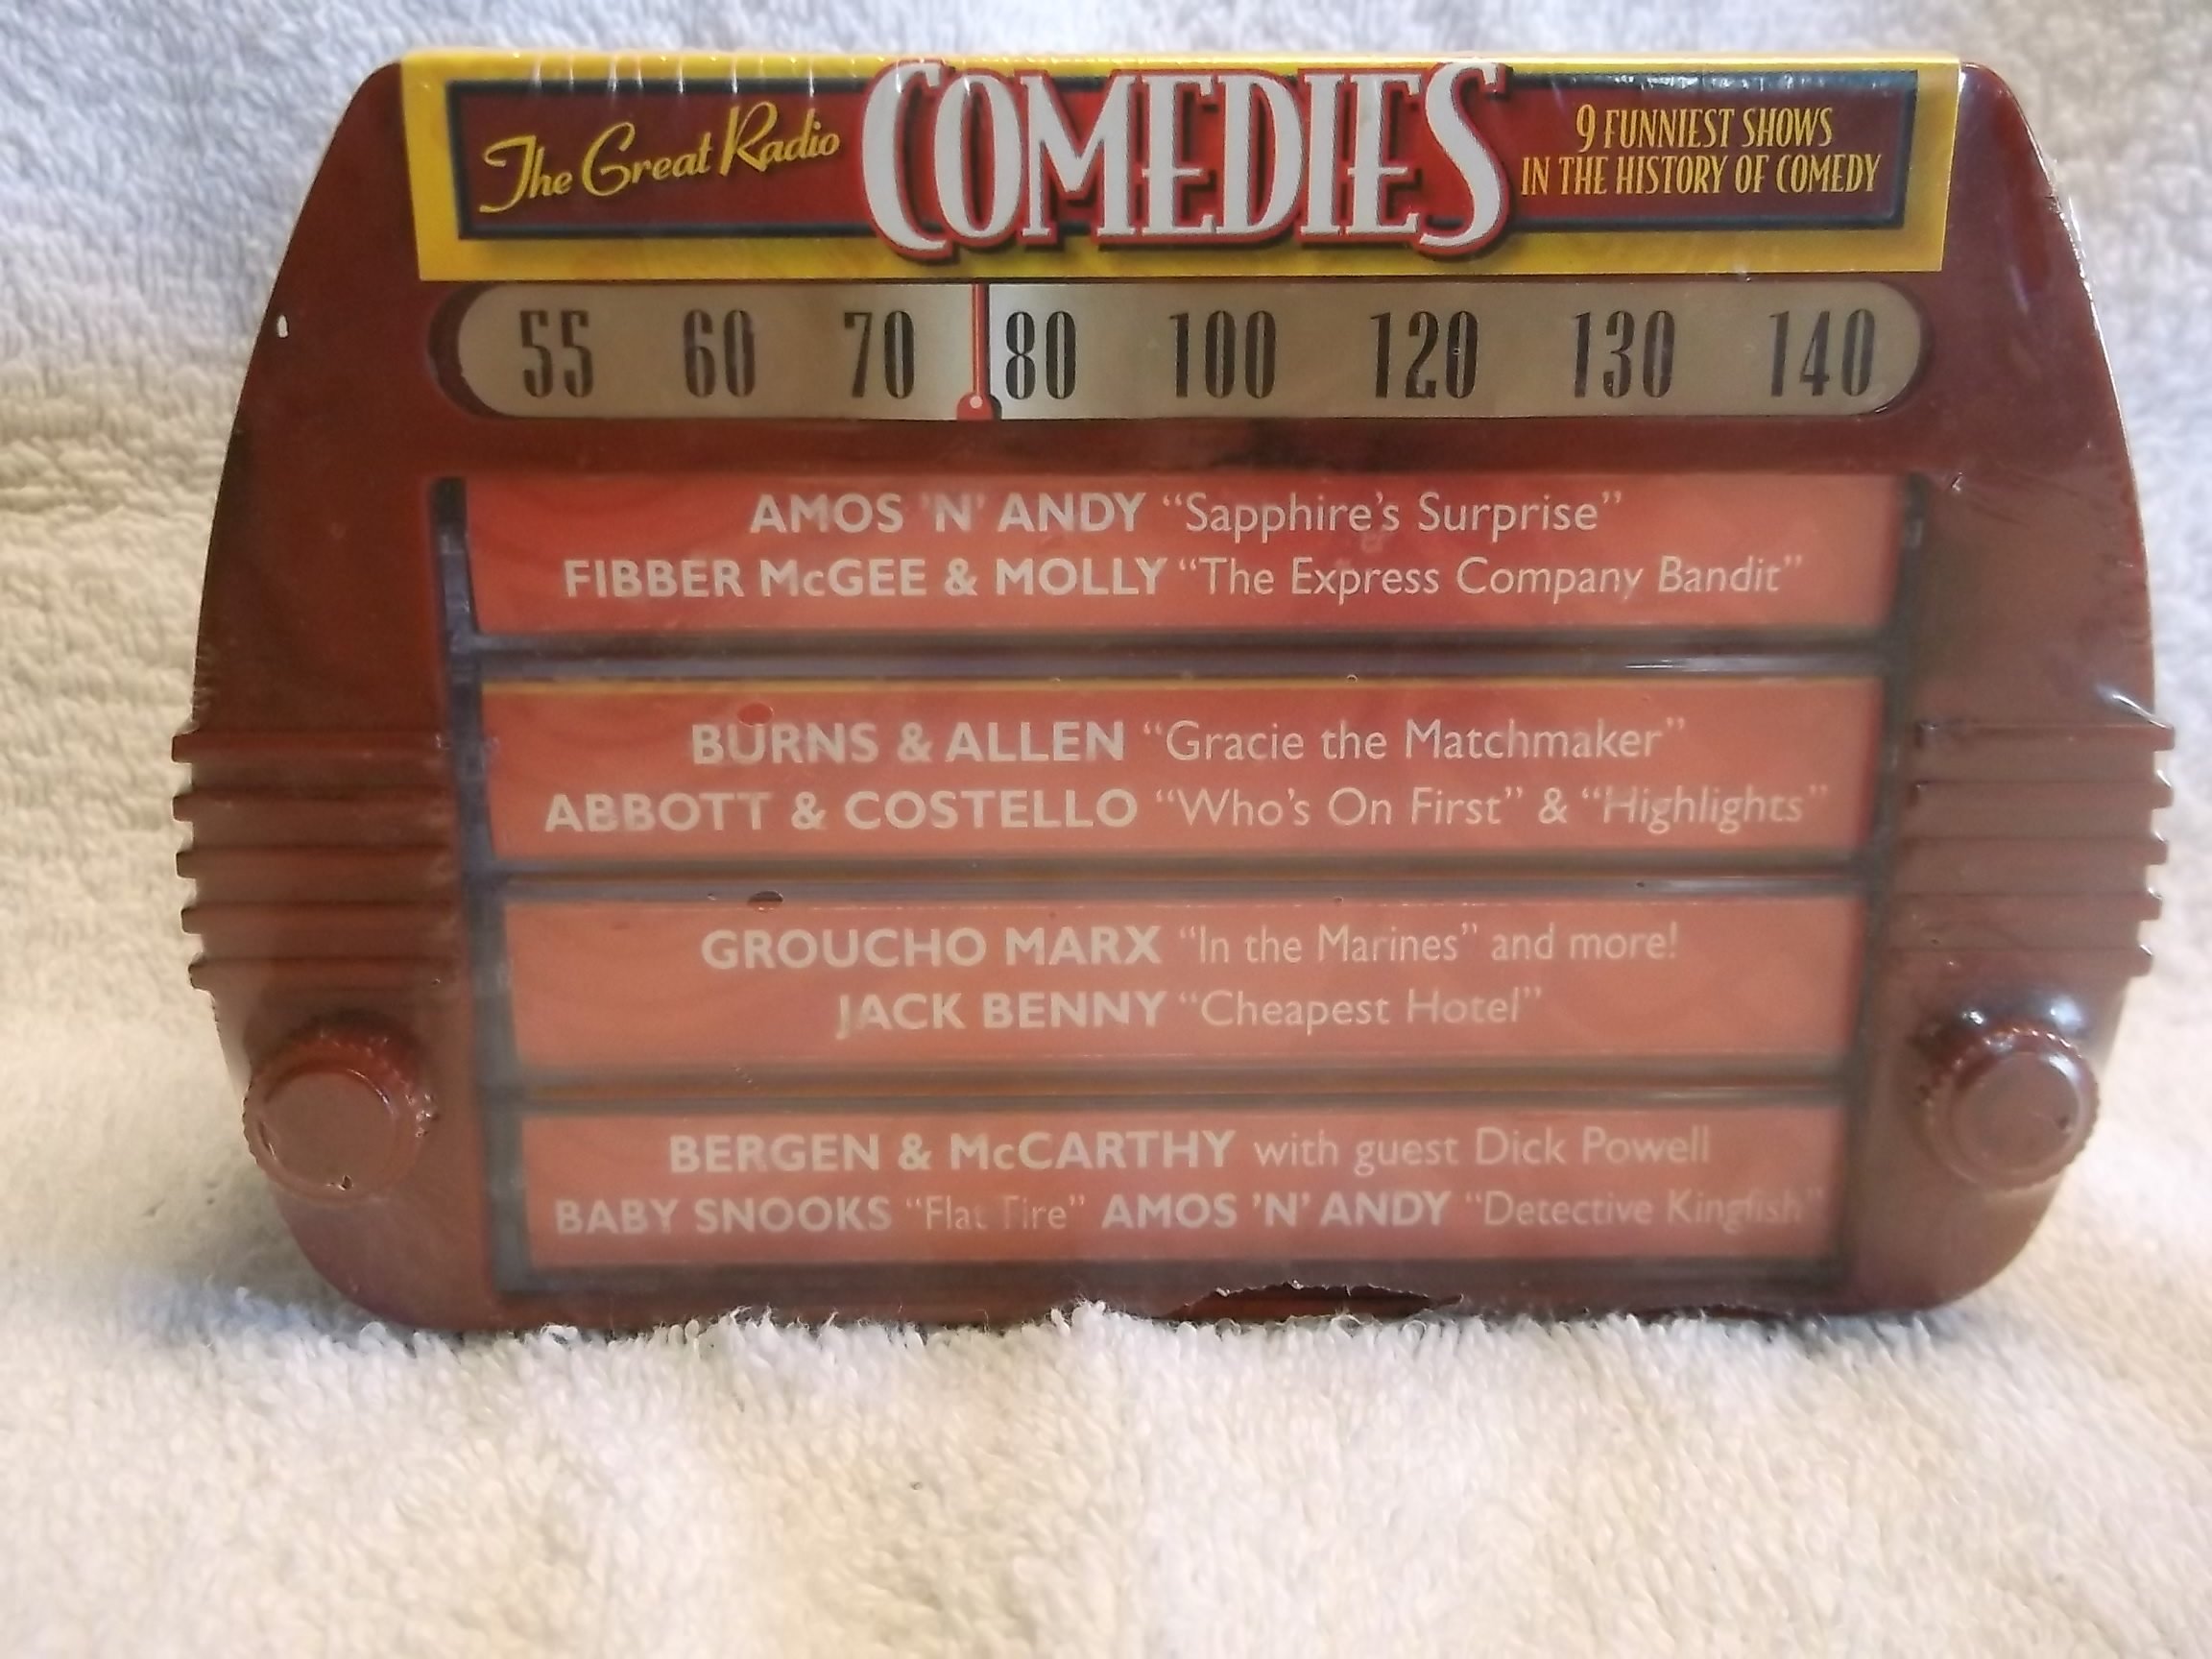 The Great Radio COMEDIES
9 FUNNIEST SHOWS
IN THE HISTORY OF COMEDY
55 60 70 80 100 120 130 140
AMOS 'N' ANDY “Sapphire’s Surprise”
FIBBER McGEE & MOLLY “The Express Company Bandit”
BURNS & ALLEN “Gracie the Matchmaker”
ABBOTT & COSTELLO “Who’s On First” & “Highlights”
GROUCHO MARX “In the Marines” and more!
JACK BENNY “Cheapest Hotel”
BERGEN & McCARTHY with guest Dick Powell
BABY SNOOKS “Flat Tire” AMOS 'N' ANDY “Detective Kingfish”